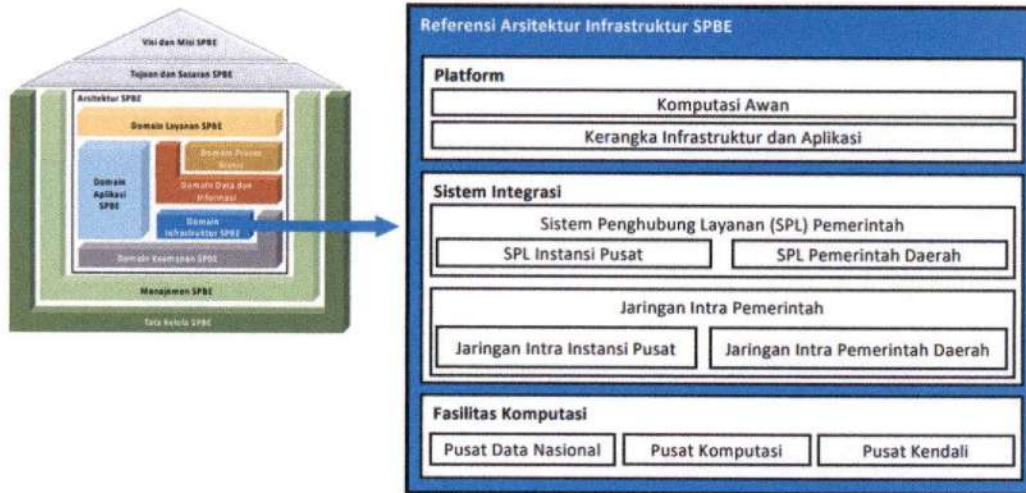 Visi dan Misi SPBE
Tujuan dan Sasaran SPBE
Arsitektur SPBE
Domain Layanan SPBE
Domain Proses
Bisnis
Domain
Aplikasi
SPBE
Domain Data dan
Informasi
Domain
Infrastruktur SPBE
Domain Keamanan SPBE
Manajemen SPBE
Tata Kelola SPBE
Referensi Arsitektur Infrastruktur SPBE
Platform
Komputasi Awan
Kerangka Infrastruktur dan Aplikasi
Sistem Integrasi
Sistem Penghubung Layanan (SPL) Pemerintah
SPL Instansi Pusat
SPL Pemerintah Daerah
Jaringan Intra Pemerintah
Jaringan Intra Instansi Pusat
Jaringan Intra Pemerintah Daerah
Fasilitas Komputasi
Pusat Data Nasional
Pusat Komputasi
Pusat Kendali